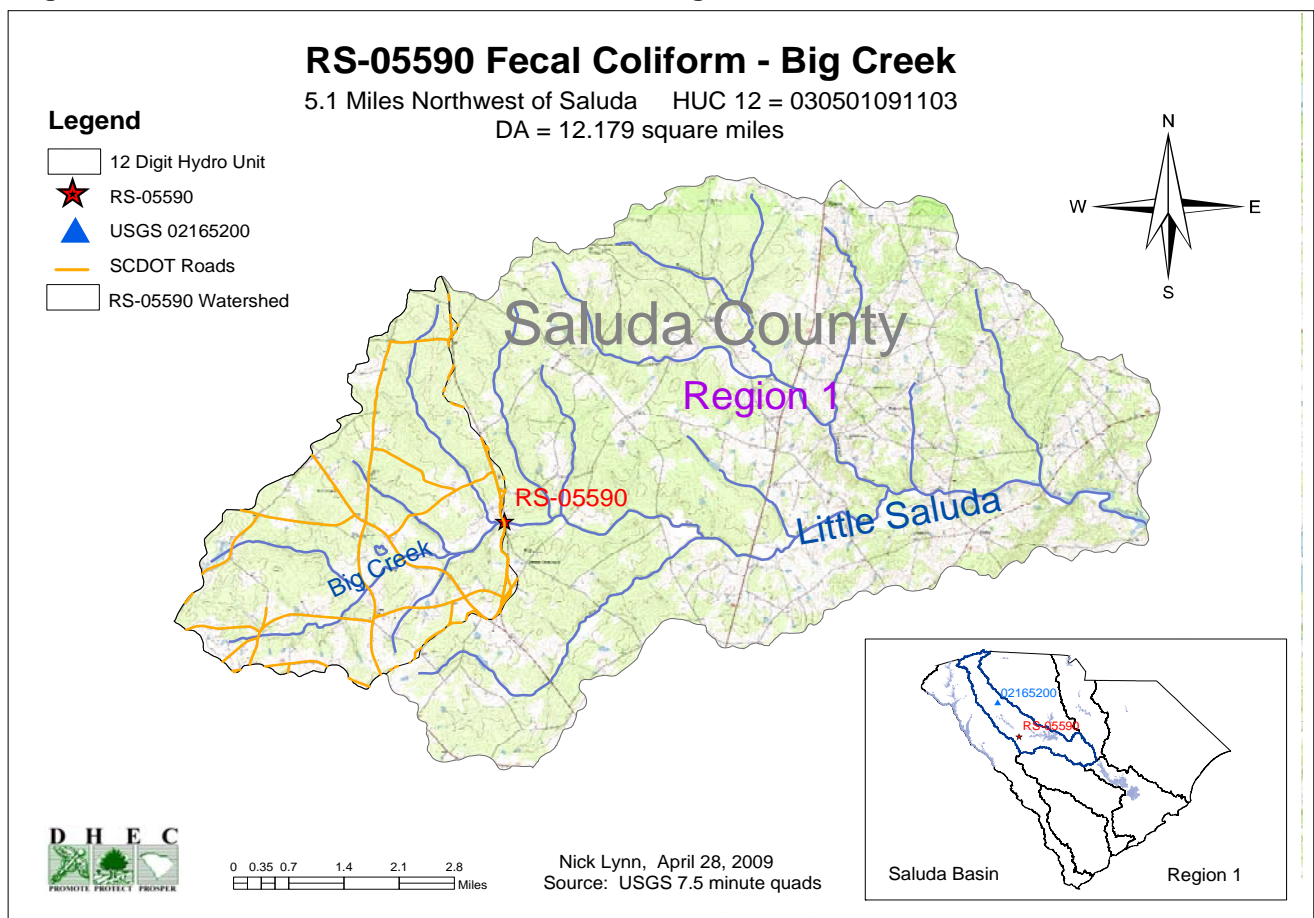 RS-05590 Fecal Coliform - Big Creek
5.1 Miles Northwest of Saluda HUC 12 = 030501091103
DA = 12.179 square miles
Legend
12 Digit Hydro Unit
RS-05590
USGS 02165200
SCDOT Roads
RS-05590 Watershed
N
W E
S
Saluda County
Region 1
RS-05590
Little Saluda
Big Creek
02165200
RS-05590
Saluda Basin Region 1
D H E C
PROMOTE PROTECT PROSPER
0 0.35 0.7 1.4 2.1 2.8
Miles
Nick Lynn, April 28, 2009
Source: USGS 7.5 minute quads